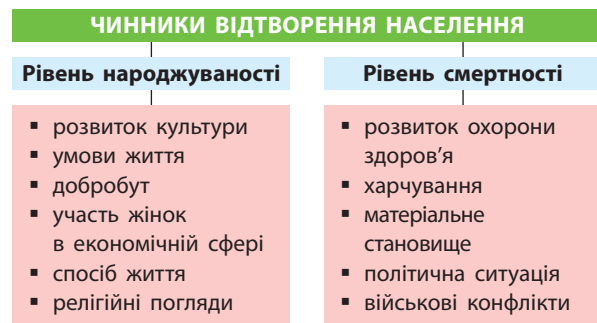 ЧИННИКИ ВІДТВОРЕННЯ НАСЕЛЕННЯ
Рівень народжуваності
▪ розвиток культури
▪ умови життя
▪ добробут
▪ участь жінок
в економічній сфері
▪ спосіб життя
▪ релігійні погляди
Рівень смертності
▪ розвиток охорони
здоров’я
▪ харчування
▪ матеріальне
становище
▪ політична ситуація
▪ військові конфлікти